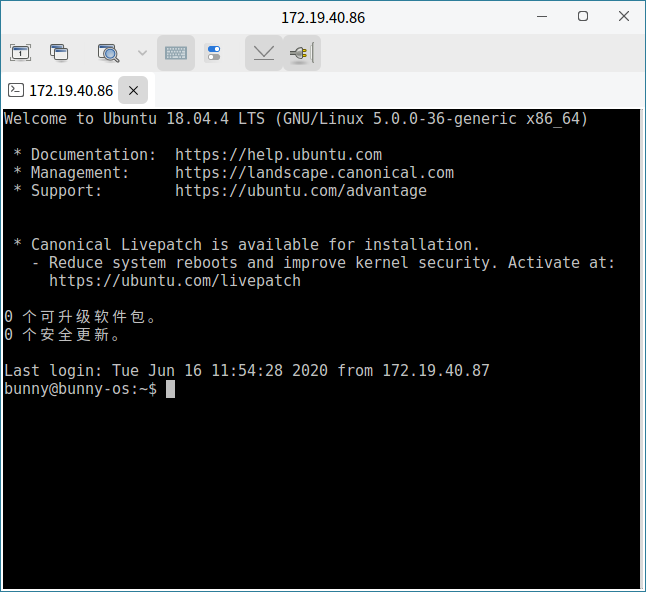 172.19.40.86
1
172.19.40.86
Welcome to Ubuntu 18.04.4 LTS (GNU/Linux 5.0.0-36-generic x86_64)
* Documentation:  https://help.ubuntu.com
* Management:     https://landscape.canonical.com
* Support:        https://ubuntu.com/advantage
* Canonical Livepatch is available for installation.
- Reduce system reboots and improve kernel security. Activate at:
https://ubuntu.com/livepatch
0 个可升级软件包。
0 个安全更新。
Last login: Tue Jun 16 11:54:28 2020 from 172.19.40.87
bunny@bunny-os:~$